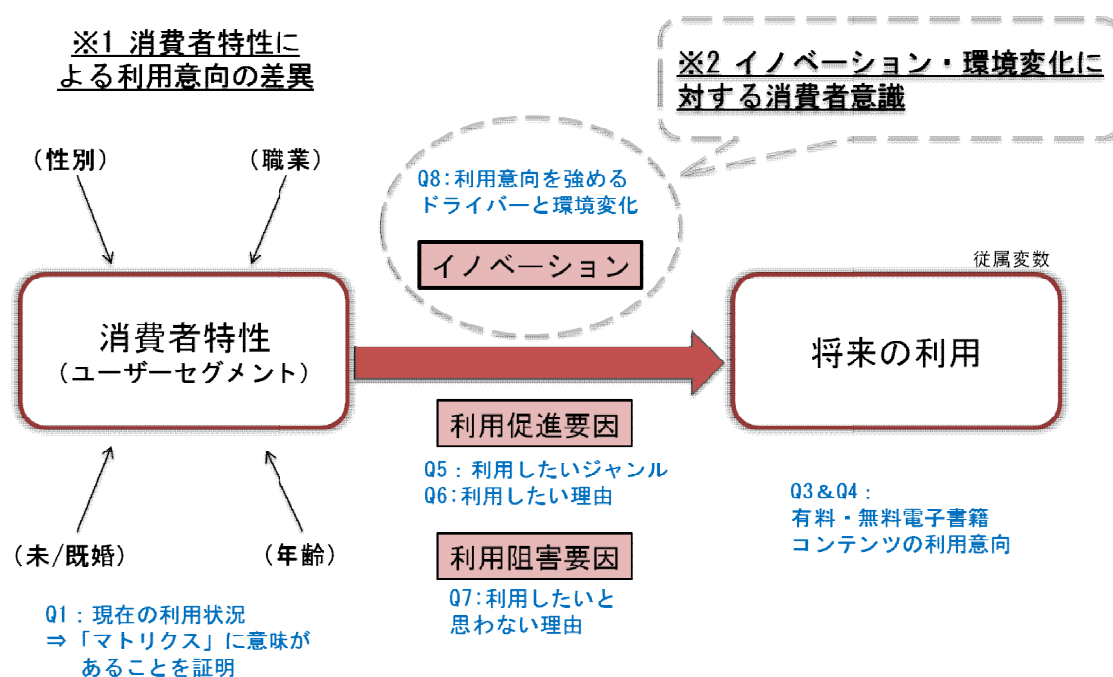 ※1 消費者特性に
よる利用意向の差異
※2 イノベーション・環境変化に
対する消費者意識
(性別)
(職業)
Q8:利用意向を強める
ドライバーと環境変化
イノベーション
従属変数
消費者特性
(ユーザーセグメント)
将来の利用
利用促進要因
Q5：利用したいジャンル
Q6:利用したい理由
Q3＆Q4：
有料・無料電子書籍
コンテンツの利用意向
(未/既婚)
(年齢)
利用阻害要因
Q7:利用したいと
思わない理由
Q1：現在の利用状況
⇒「マトリクス」に意味が
あることを証明